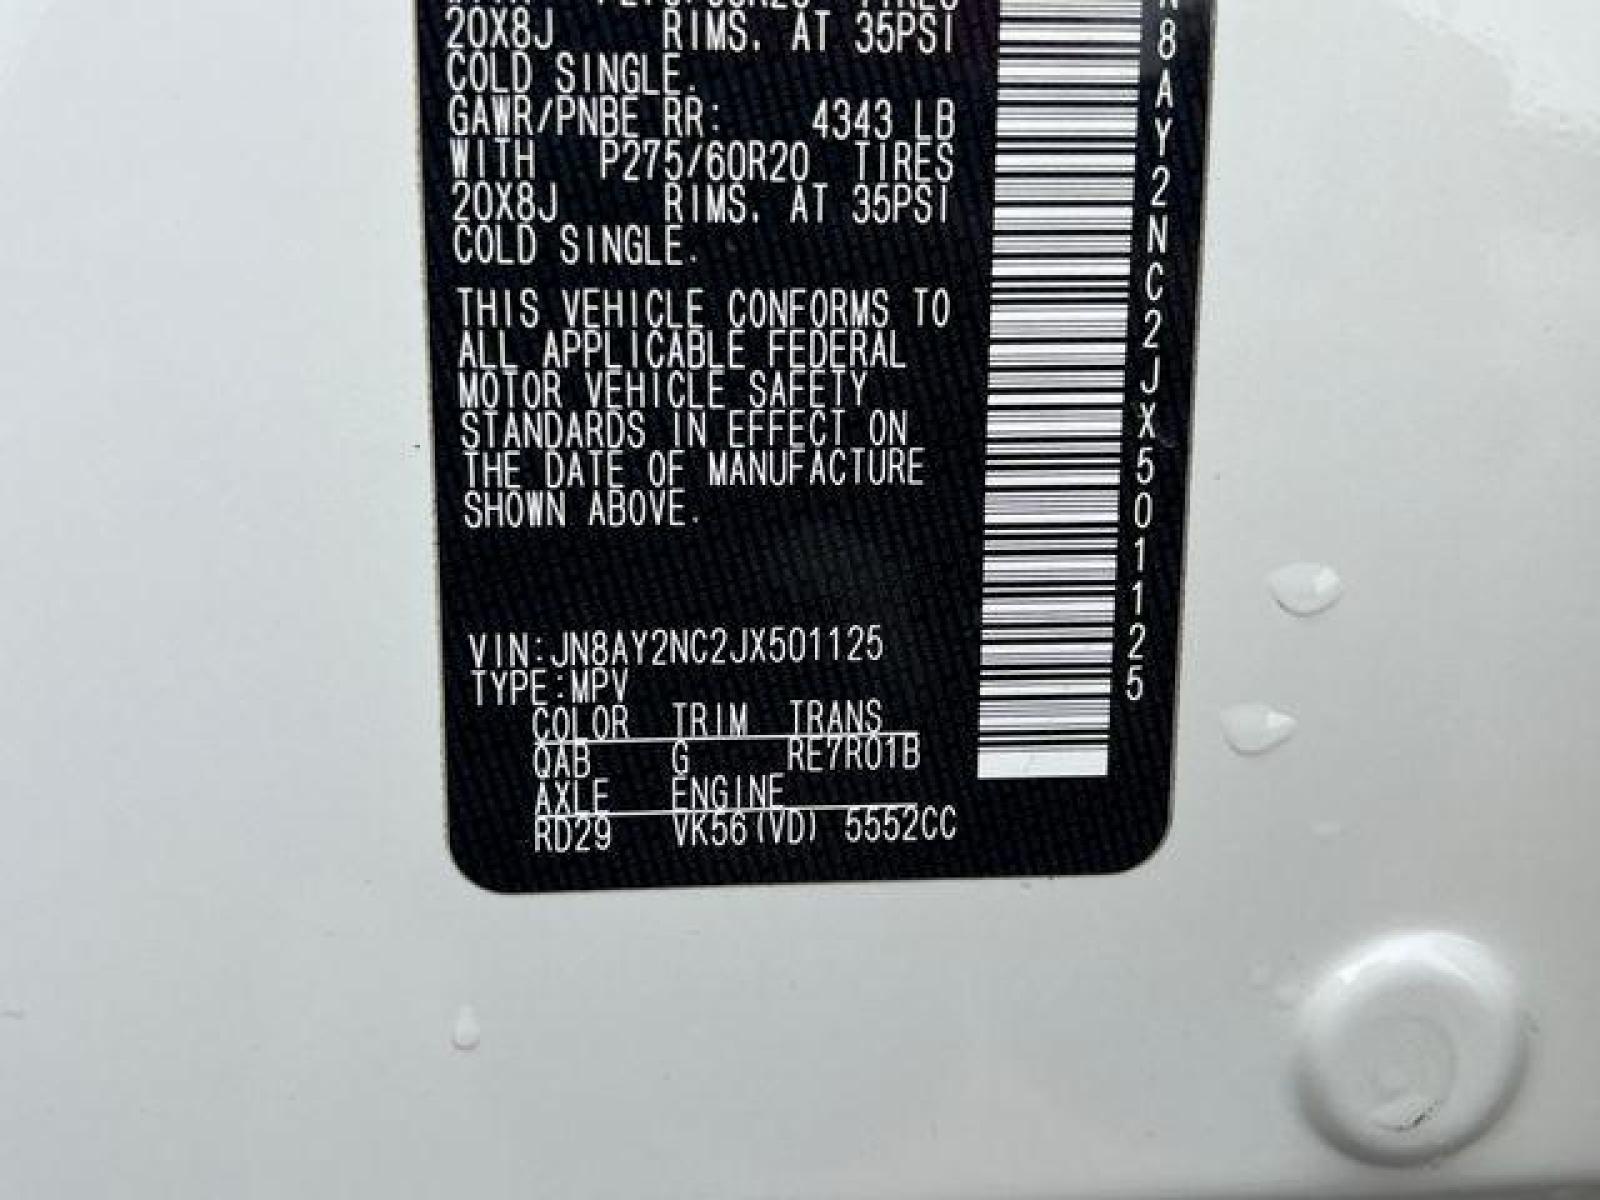 20X8J RIMS. AT 35PSI
COLD SINGLE.
GAWR/PNBE RR: 4343 LB
WITH P275/60R20 TIRES
20X8J RIMS. AT 35PSI
COLD SINGLE.
THIS VEHICLE CONFORMS TO
ALL APPLICABLE FEDERAL
MOTOR VEHICLE SAFETY
STANDARDS IN EFFECT ON
THE DATE OF MANUFACTURE
SHOWN ABOVE.
VIN:JN8AY2NC2JX501125
TYPE:MPV
COLOR TRIM TRANS
QAB G RE7R01B
AXLE ENGINE
RD29 VK56(VD) 5552CC
N8AY2NC2JX501125